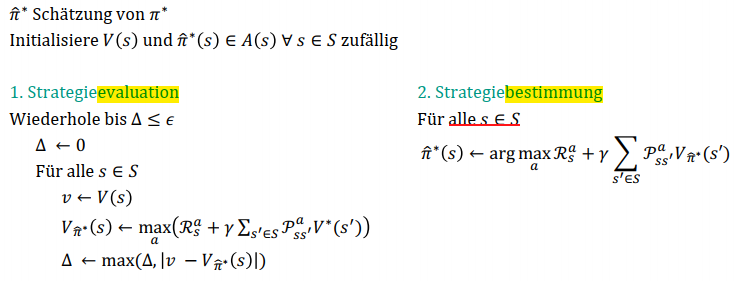 π̂* Schätzung von π*
Initialisiere V(s) und π̂*(s) ∈ A(s) ∀ s ∈ S zufällig
1. Strategieevaluation
Wiederhole bis Δ ≤ ϵ
Δ ← 0
Für alle s ∈ S
v ← V(s)
V_π̂*(s) ← max_a(ℛ_s^a + γ ∑_{s'∈S} 𝒫_{ss'}^a V*(s'))
Δ ← max(Δ, |v − V_π̂*(s)|)
2. Strategiebestimmung
Für alle s ∈ S
π̂*(s) ← arg max_a ℛ_s^a + γ ∑_{s'∈S} 𝒫_{ss'}^a V_π̂*(s')